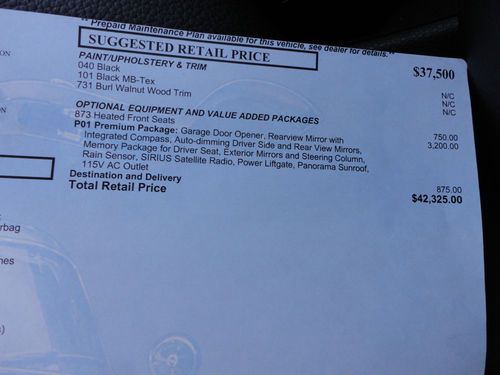 ** Prepaid Maintenance Plan available for this vehicle, see dealer for details.**
SUGGESTED RETAIL PRICE $37,500
PAINT/UPHOLSTERY & TRIM
040 Black N/C
101 Black MB-Tex N/C
731 Burl Walnut Wood Trim N/C
OPTIONAL EQUIPMENT AND VALUE ADDED PACKAGES
873 Heated Front Seats 750.00
P01 Premium Package: Garage Door Opener, Rearview Mirror with 3,200.00
Integrated Compass, Auto-dimming Driver Side and Rear View Mirrors,
Memory Package for Driver Seat, Exterior Mirrors and Steering Column,
Rain Sensor, SIRIUS Satellite Radio, Power Liftgate, Panorama Sunroof,
115V AC Outlet
Destination and Delivery 875.00
Total Retail Price $42,325.00